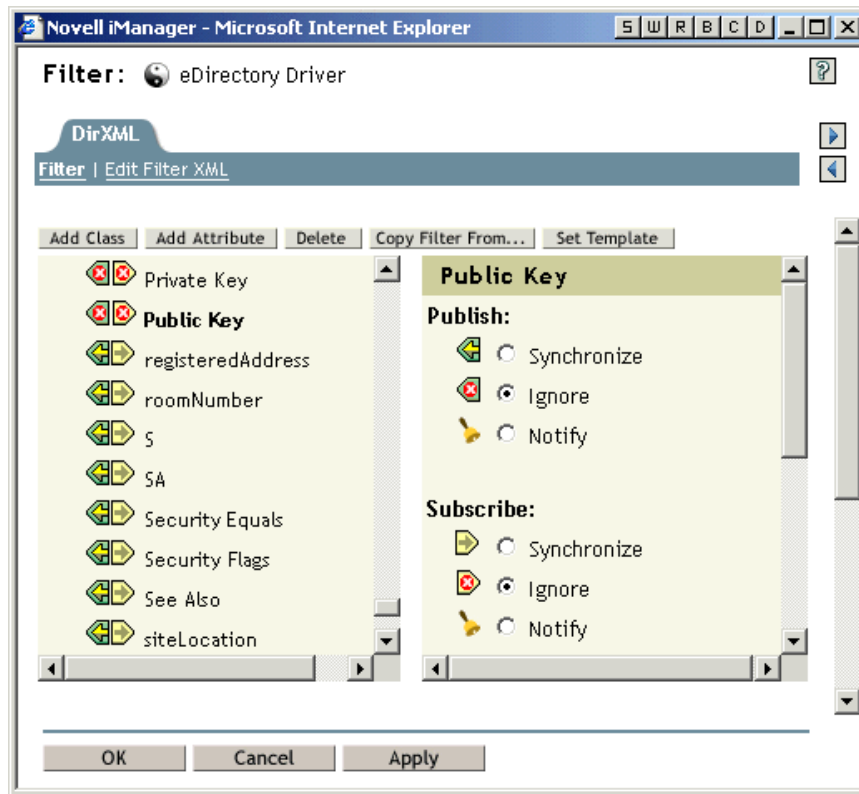 Novell iManager - Microsoft Internet Explorer S W R B C D
Filter: eDirectory Driver ?
DirXML
Filter | Edit Filter XML
Add Class Add Attribute Delete Copy Filter From... Set Template
Private Key
Public Key
registeredAddress
roomNumber
S
SA
Security Equals
Security Flags
See Also
siteLocation
Public Key
Publish:
Synchronize
Ignore
Notify
Subscribe:
Synchronize
Ignore
Notify
OK Cancel Apply